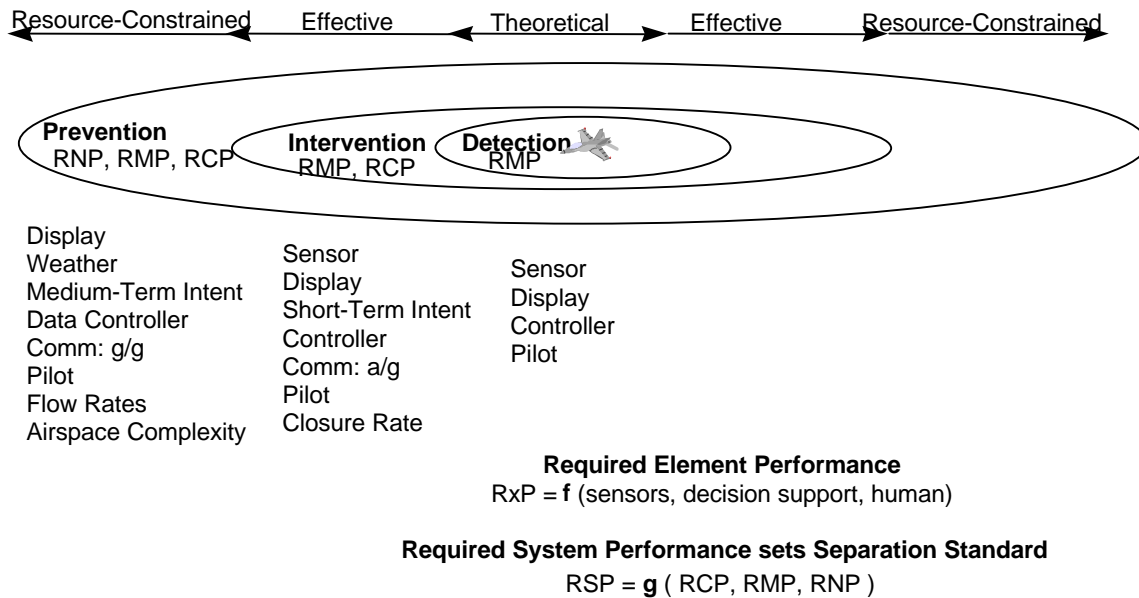 Resource-Constrained Effective Theoretical Effective Resource-Constrained
Prevention
RNP, RMP, RCP
Intervention
RMP, RCP
Detection
RMP
Display
Weather
Medium-Term Intent
Data Controller
Comm: g/g
Pilot
Flow Rates
Airspace Complexity
Sensor
Display
Short-Term Intent
Controller
Comm: a/g
Pilot
Closure Rate
Sensor
Display
Controller
Pilot
Required Element Performance
RxP = f (sensors, decision support, human)
Required System Performance sets Separation Standard
RSP = g ( RCP, RMP, RNP )